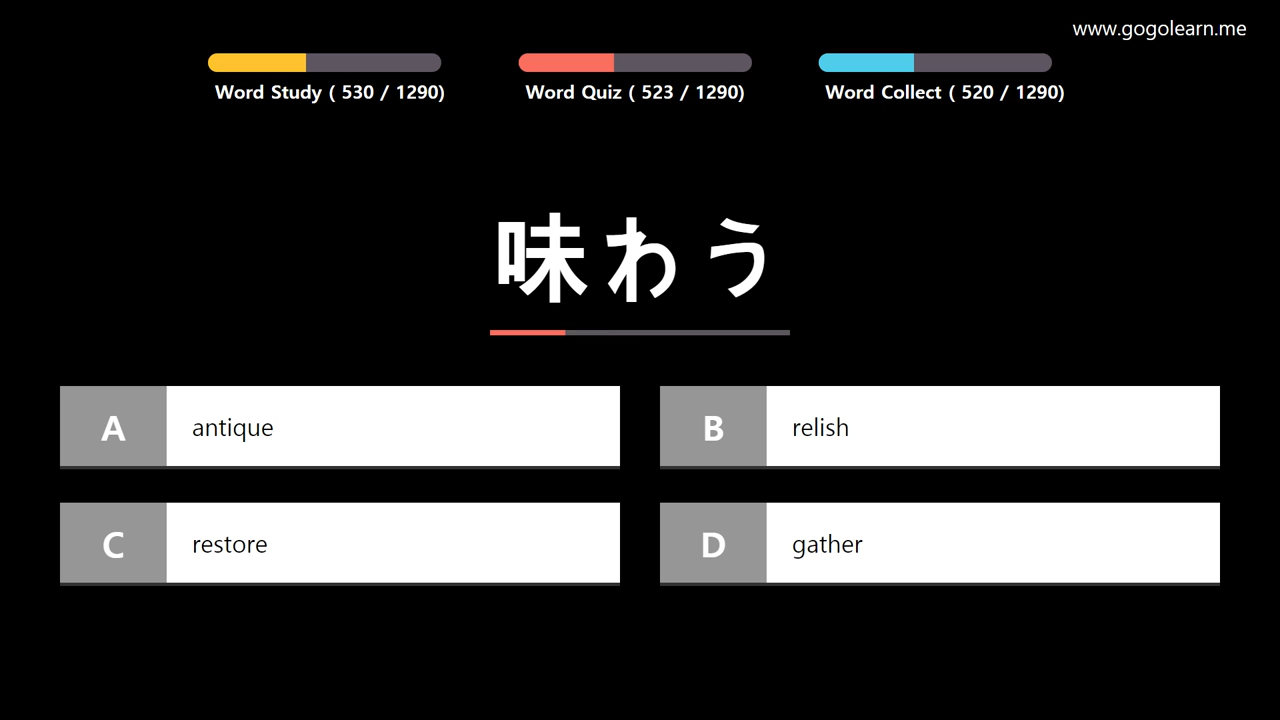 www.gogolearn.me
Word Study ( 530 / 1290)
Word Quiz ( 523 / 1290)
Word Collect ( 520 / 1290)
味わう
A antique
B relish
C restore
D gather